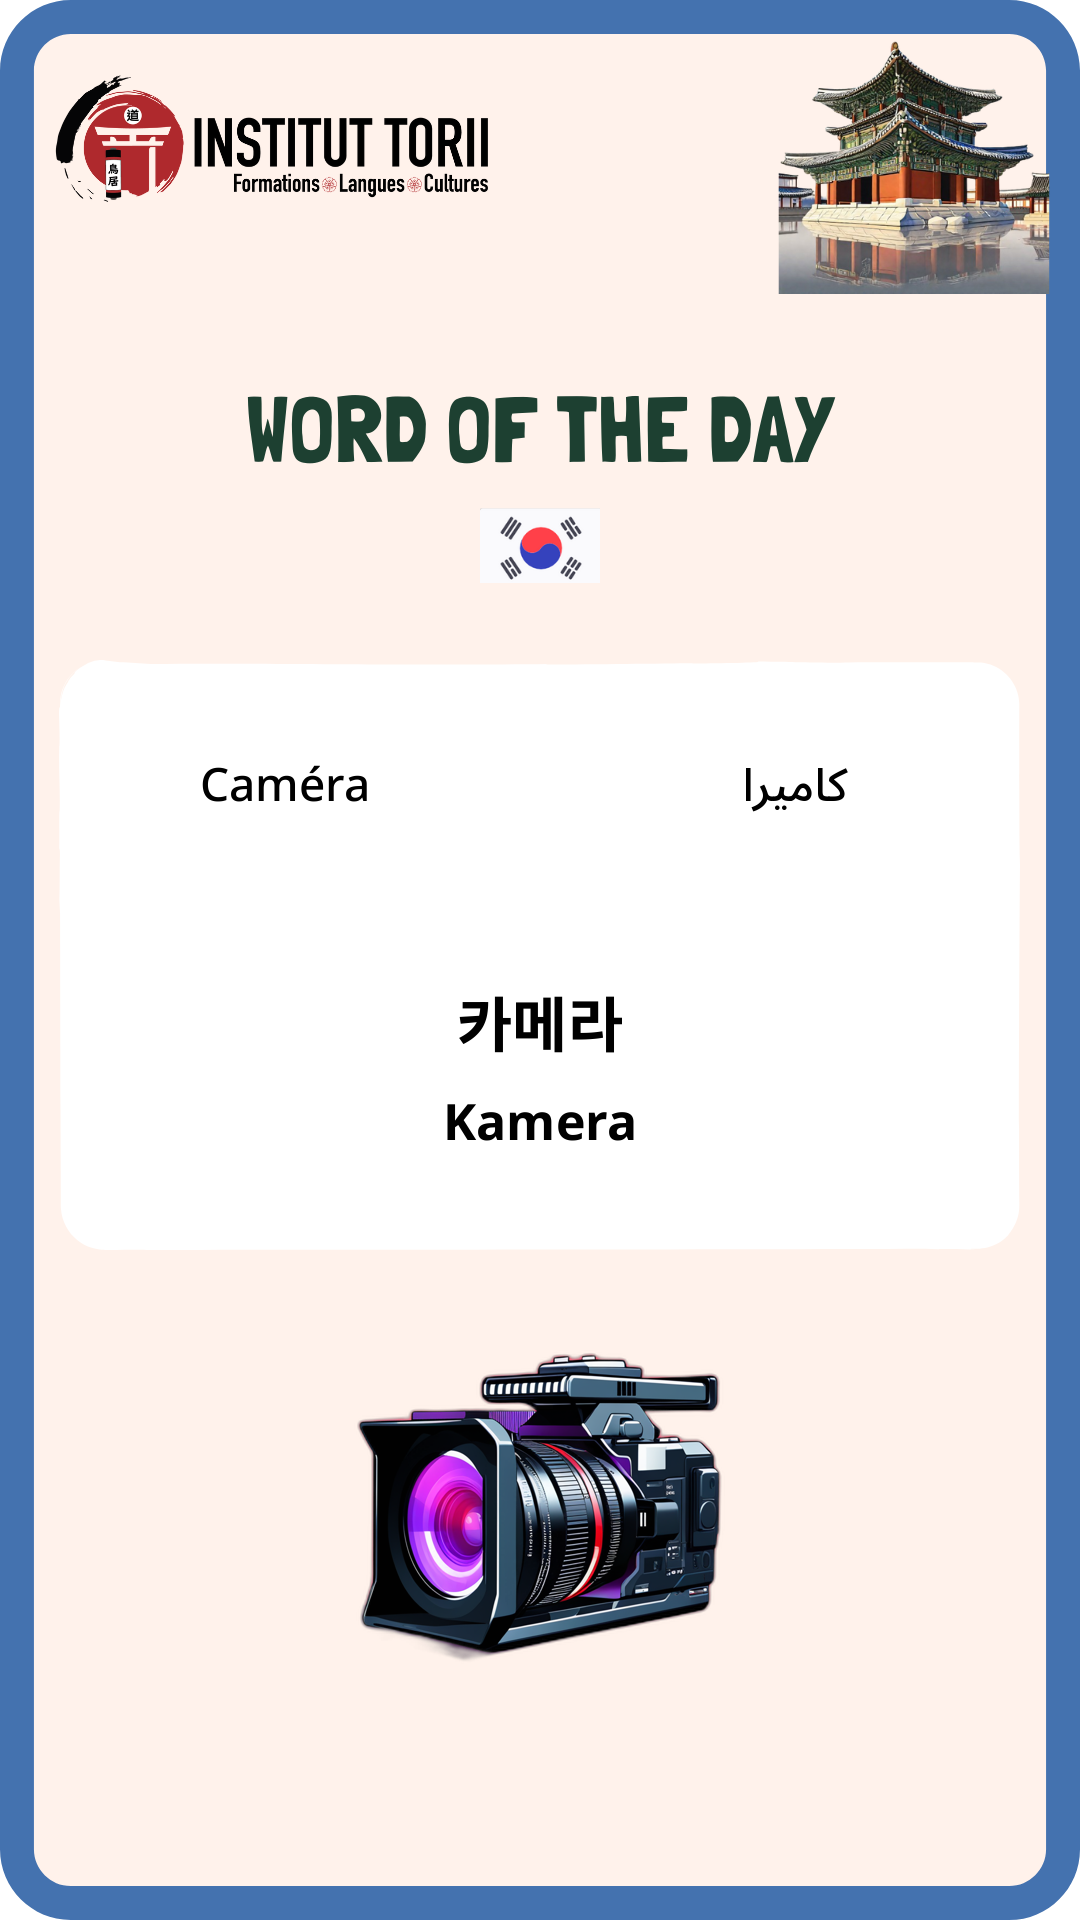 道
鳥居
INSTITUT TORII
Formations Langues Cultures
WORD OF THE DAY
Caméra
كاميرا
카메라
Kamera